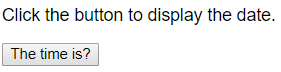 Click the button to display the date.
The time is?